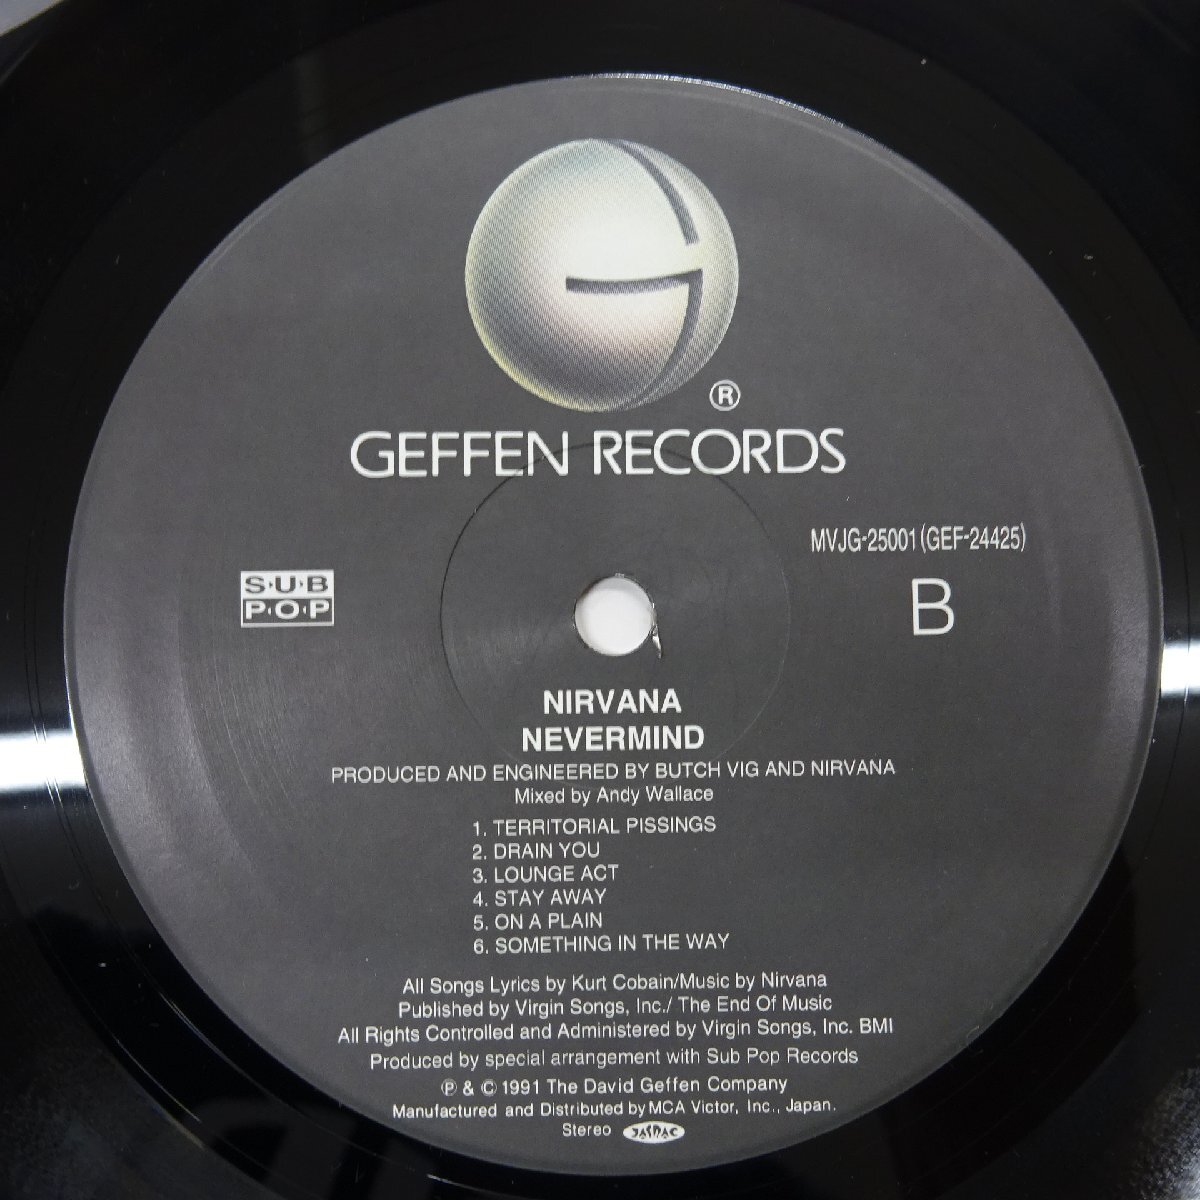 ®
GEFFEN RECORDS
MVJG-25001 (GEF-24425)
B
S·U·B
P·O·P
NIRVANA
NEVERMIND
PRODUCED AND ENGINEERED BY BUTCH VIG AND NIRVANA
Mixed by Andy Wallace
1. TERRITORIAL PISSINGS
2. DRAIN YOU
3. LOUNGE ACT
4. STAY AWAY
5. ON A PLAIN
6. SOMETHING IN THE WAY
All Songs Lyrics by Kurt Cobain/Music by Nirvana
Published by Virgin Songs, Inc./ The End Of Music
All Rights Controlled and Administered by Virgin Songs, Inc. BMI
Produced by special arrangement with Sub Pop Records
℗ & © 1991 The David Geffen Company
Manufactured and Distributed by MCA Victor, Inc., Japan.
Stereo JASRAC